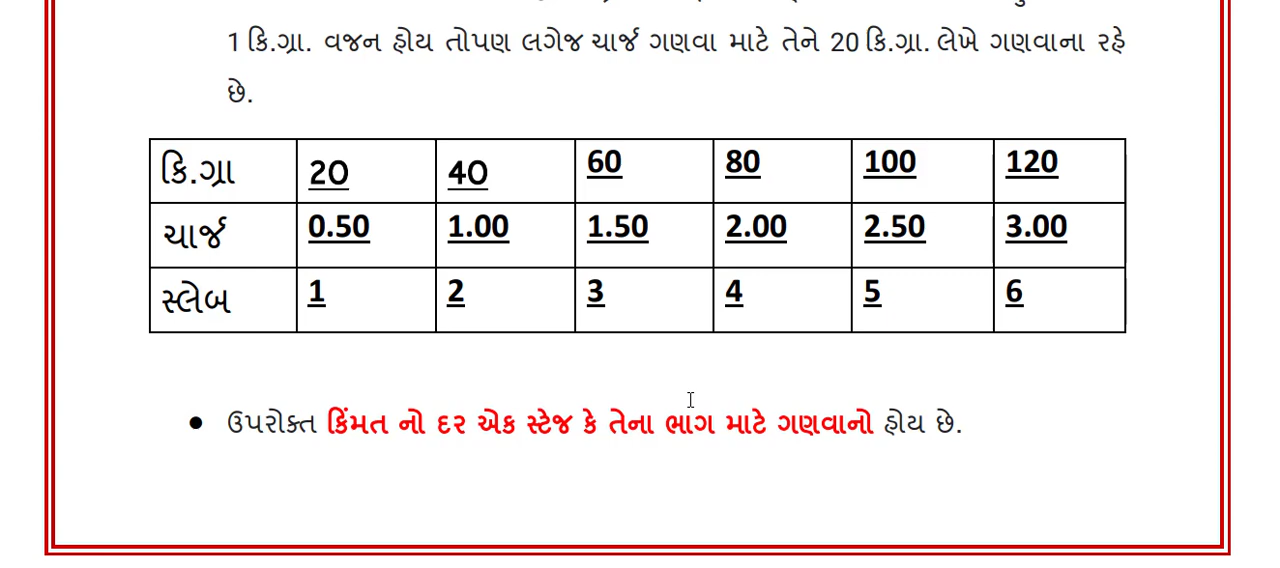 1 કિ.ગ્રા. વજન હોય તોપણ લગેજ ચાર્જ ગણવા માટે તેને 20 કિ.ગ્રા. લેખે ગણવાના રહે
છે.
કિ.ગ્રા 20 40 60 80 100 120
ચાર્જ 0.50 1.00 1.50 2.00 2.50 3.00
સ્લેબ 1 2 3 4 5 6
• ઉપરોક્ત કિંમત નો દર એક સ્ટેજ કે તેના ભાગ માટે ગણવાનો હોય છે.